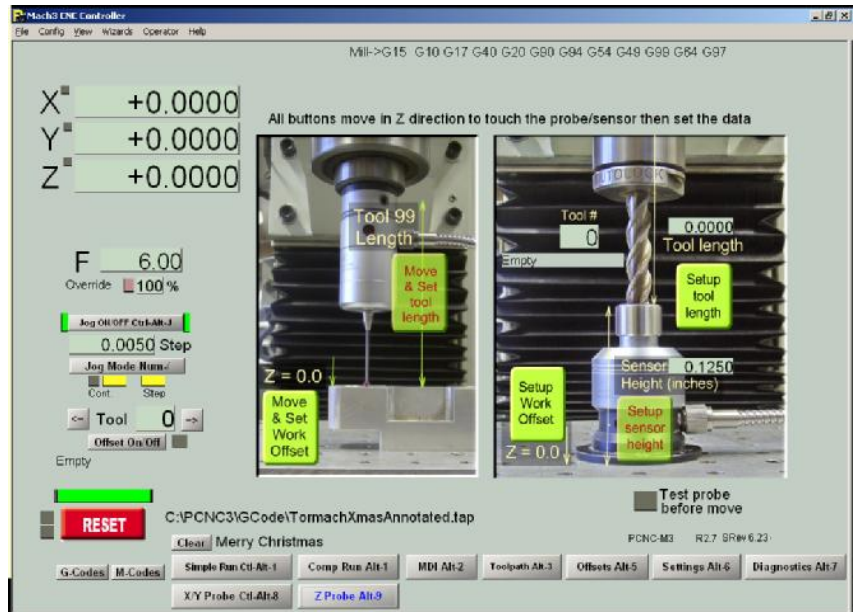 Mach3 CNC Controller
File Config View Wizards Operator Help
Mill->G15 G10 G17 G40 G20 G90 G94 G54 G49 G99 G64 G97
X +0.0000
Y +0.0000
Z +0.0000
All buttons move in Z direction to touch the probe/sensor then set the data
Tool 99
Length
Move
& Set
tool
length
Z = 0.0
Move
& Set
Work
Offset
AUTOLOCK
Tool #
0
Empty
0.0000
Tool length
Setup
tool
length
Sensor 0.1250
Height (inches)
Setup
Work
Offset
Setup
sensor
height
Z = 0.0
F 6.00
Override 100 %
Jog ON/OFF Ctrl-Alt-J
0.0050 Step
Jog Mode Num-/
Cont. Step
<- Tool 0 ->
Offset On/Off
Empty
Test probe
before move
RESET
C:\PCNC3\GCode\TormachXmasAnnotated.tap
Clear Merry Christmas
PCNC-M3 R2.7 SRev 6.23
G-Codes M-Codes Simple Run Ctl-Alt-1 Comp Run Alt-1 MDI Alt-2 Toolpath Alt-3 Offsets Alt-5 Settings Alt-6 Diagnostics Alt-7
X/Y Probe Ctl-Alt-8 Z Probe Alt-9